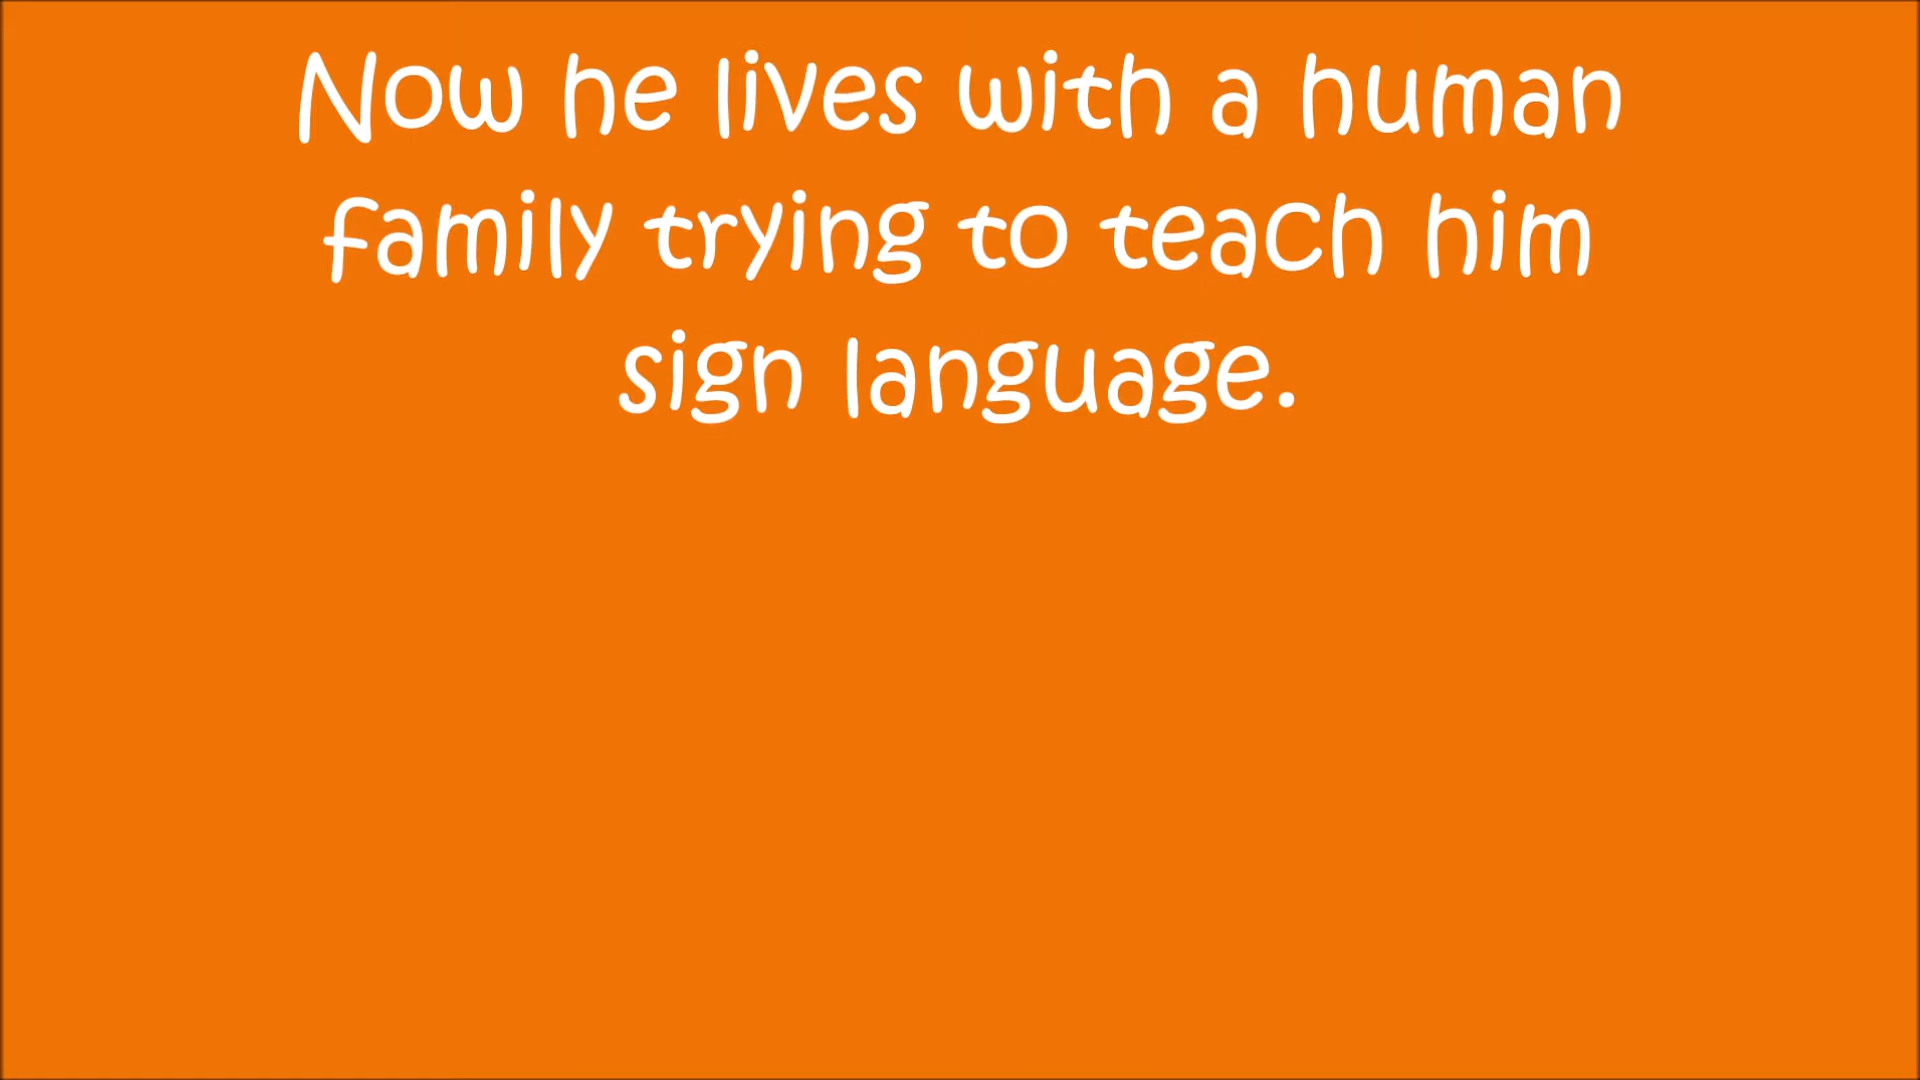 Now he lives with a human
family trying to teach him
sign language.